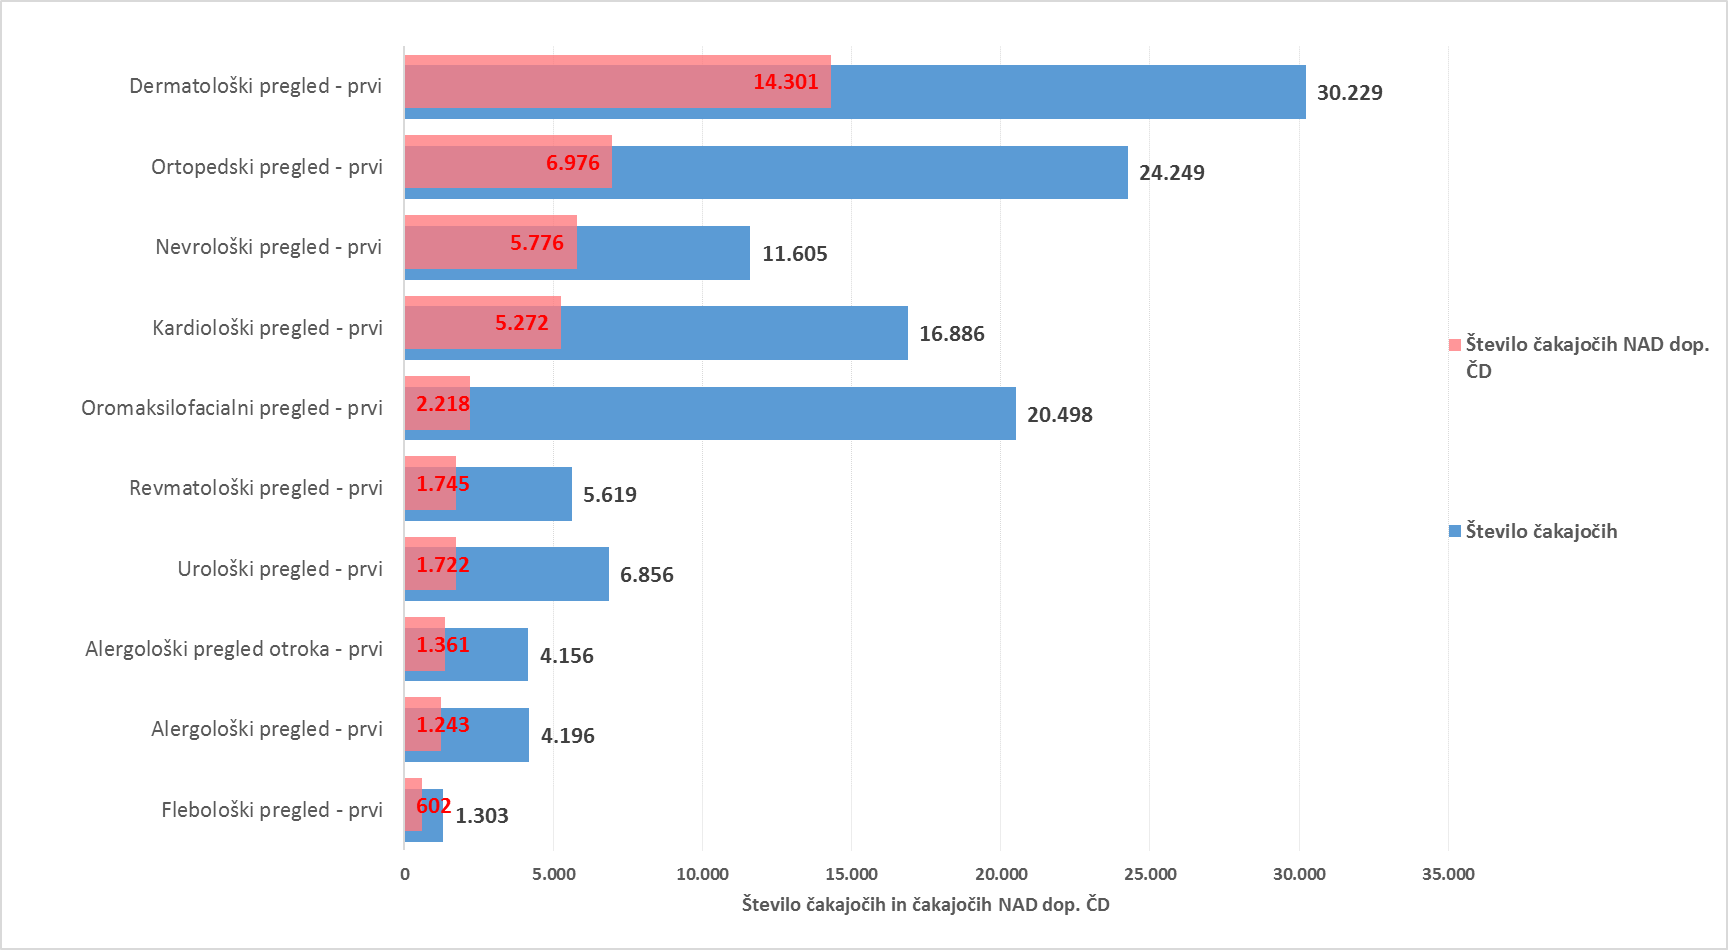 Dermatološki pregled - prvi
14.301
30.229
Ortopedski pregled - prvi
6.976
24.249
Nevrološki pregled - prvi
5.776
11.605
Kardiološki pregled - prvi
5.272
16.886
Oromaksilofacialni pregled - prvi
2.218
20.498
Revmatološki pregled - prvi
1.745
5.619
Urološki pregled - prvi
1.722
6.856
Alergološki pregled otroka - prvi
1.361
4.156
Alergološki pregled - prvi
1.243
4.196
Flebološki pregled - prvi
602
1.303
0 5.000 10.000 15.000 20.000 25.000 30.000 35.000
Število čakajočih in čakajočih NAD dop. ČD
Število čakajočih NAD dop.
ČD
Število čakajočih